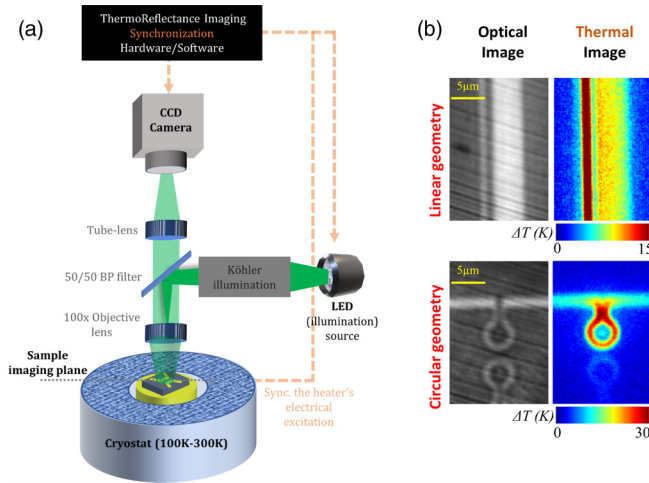 (a)
ThermoReflectance Imaging
Synchronization
Hardware/Software
CCD
Camera
Tube-lens
50/50 BP filter
Köhler
illumination
LED
(illumination)
source
100x Objective
lens
Sample
imaging plane
Sync. the heater's
electrical
excitation
Cryostat (100K-300K)
(b)
Optical
Image
Thermal
Image
Linear geometry
5μm
ΔT (K)
0
15
Circular geometry
5μm
ΔT (K)
0
30